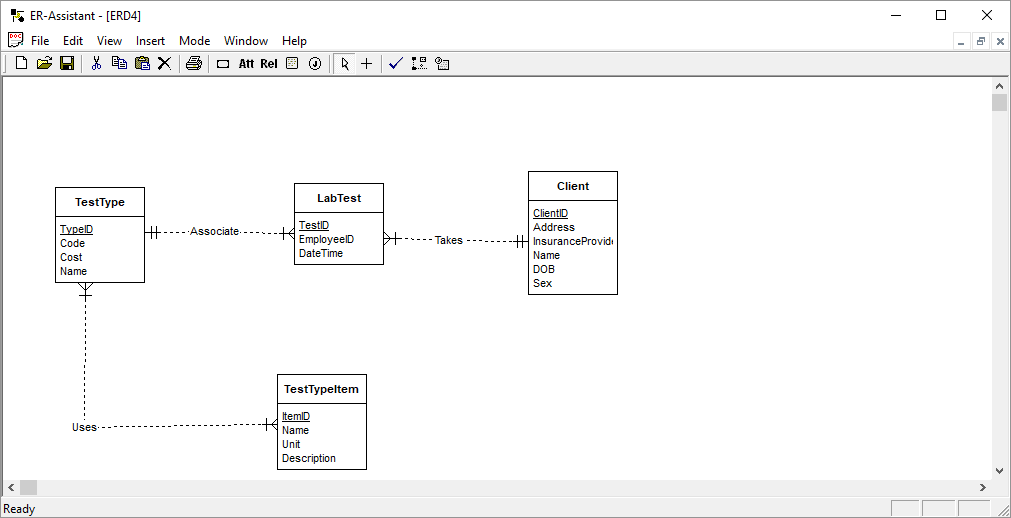 ER-Assistant - [ERD4]
DOC File Edit View Insert Mode Window Help
Att Rel J
TestType
TypeID
Code
Cost
Name
Associate
LabTest
TestID
EmployeeID
DateTime
Takes
Client
ClientID
Address
InsuranceProvide
Name
DOB
Sex
Uses
TestTypeItem
ItemID
Name
Unit
Description
Ready